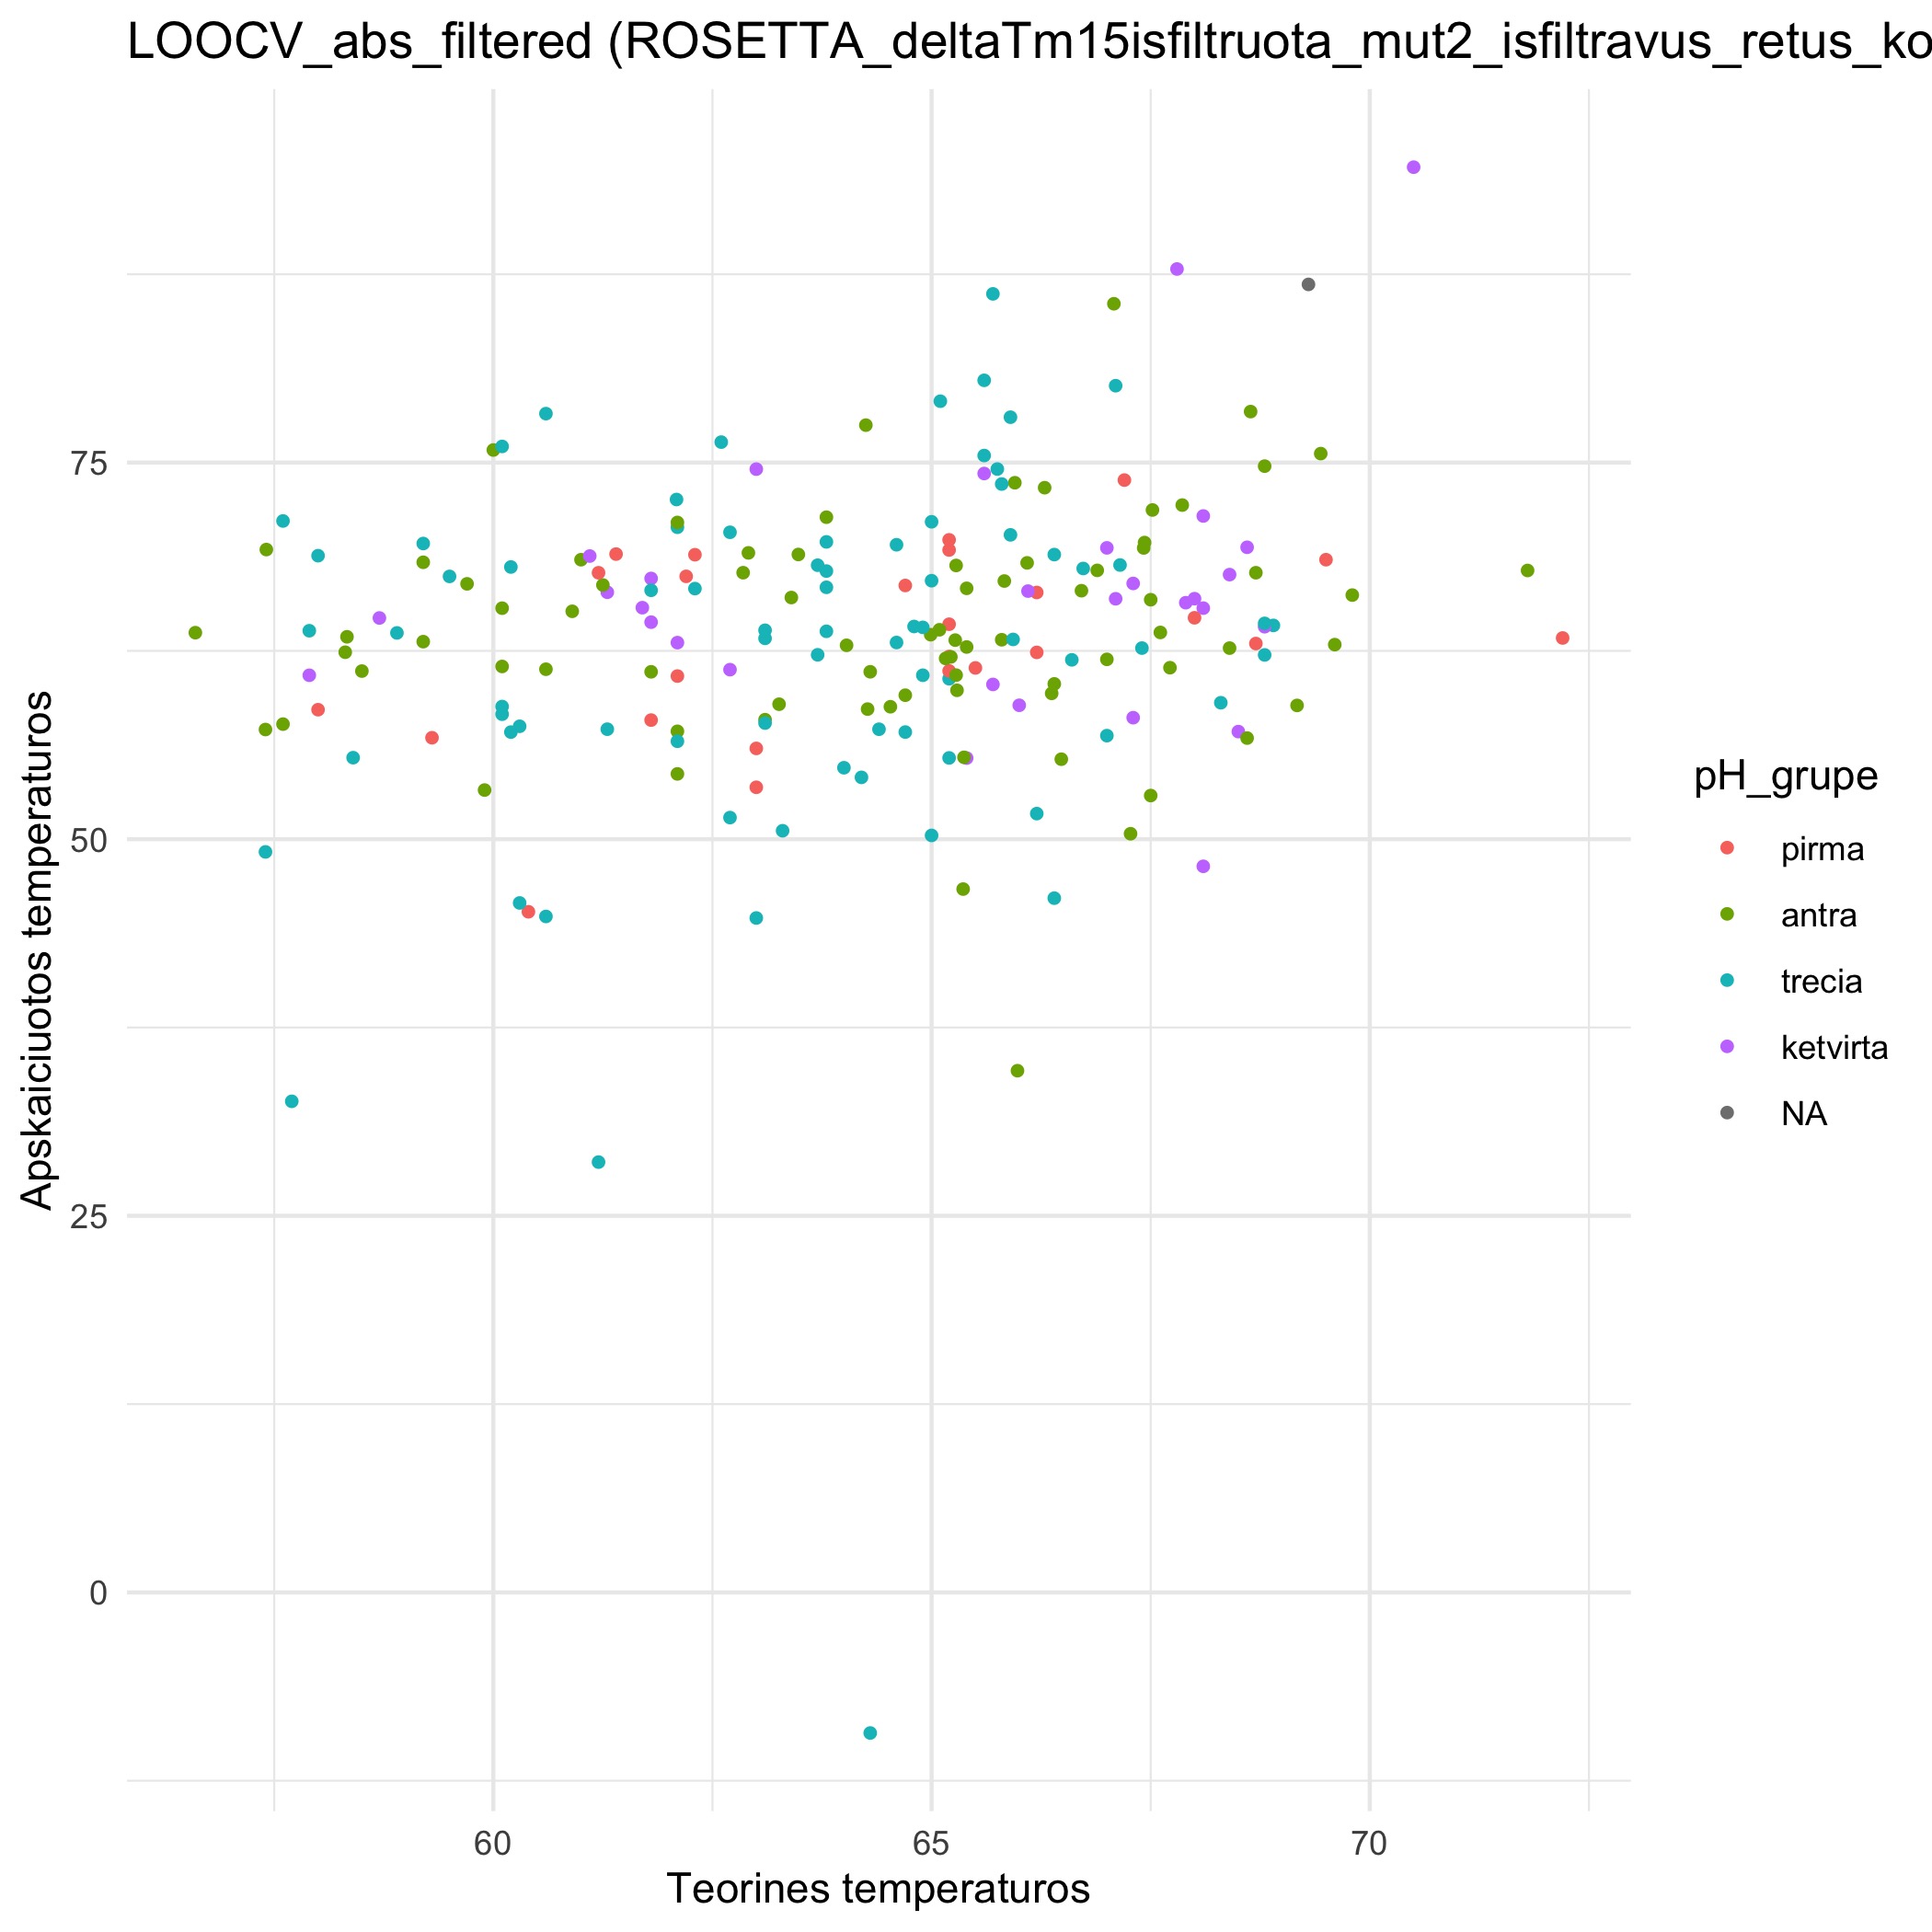 LOOCV_abs_filtered (ROSETTA_deltaTm15isfiltruota_mut2_isfiltravus_retus_ko
Apskaiciuotos temperaturos
75
50
25
0
60 65 70
Teorines temperaturos
pH_grupe
pirma
antra
trecia
ketvirta
NA